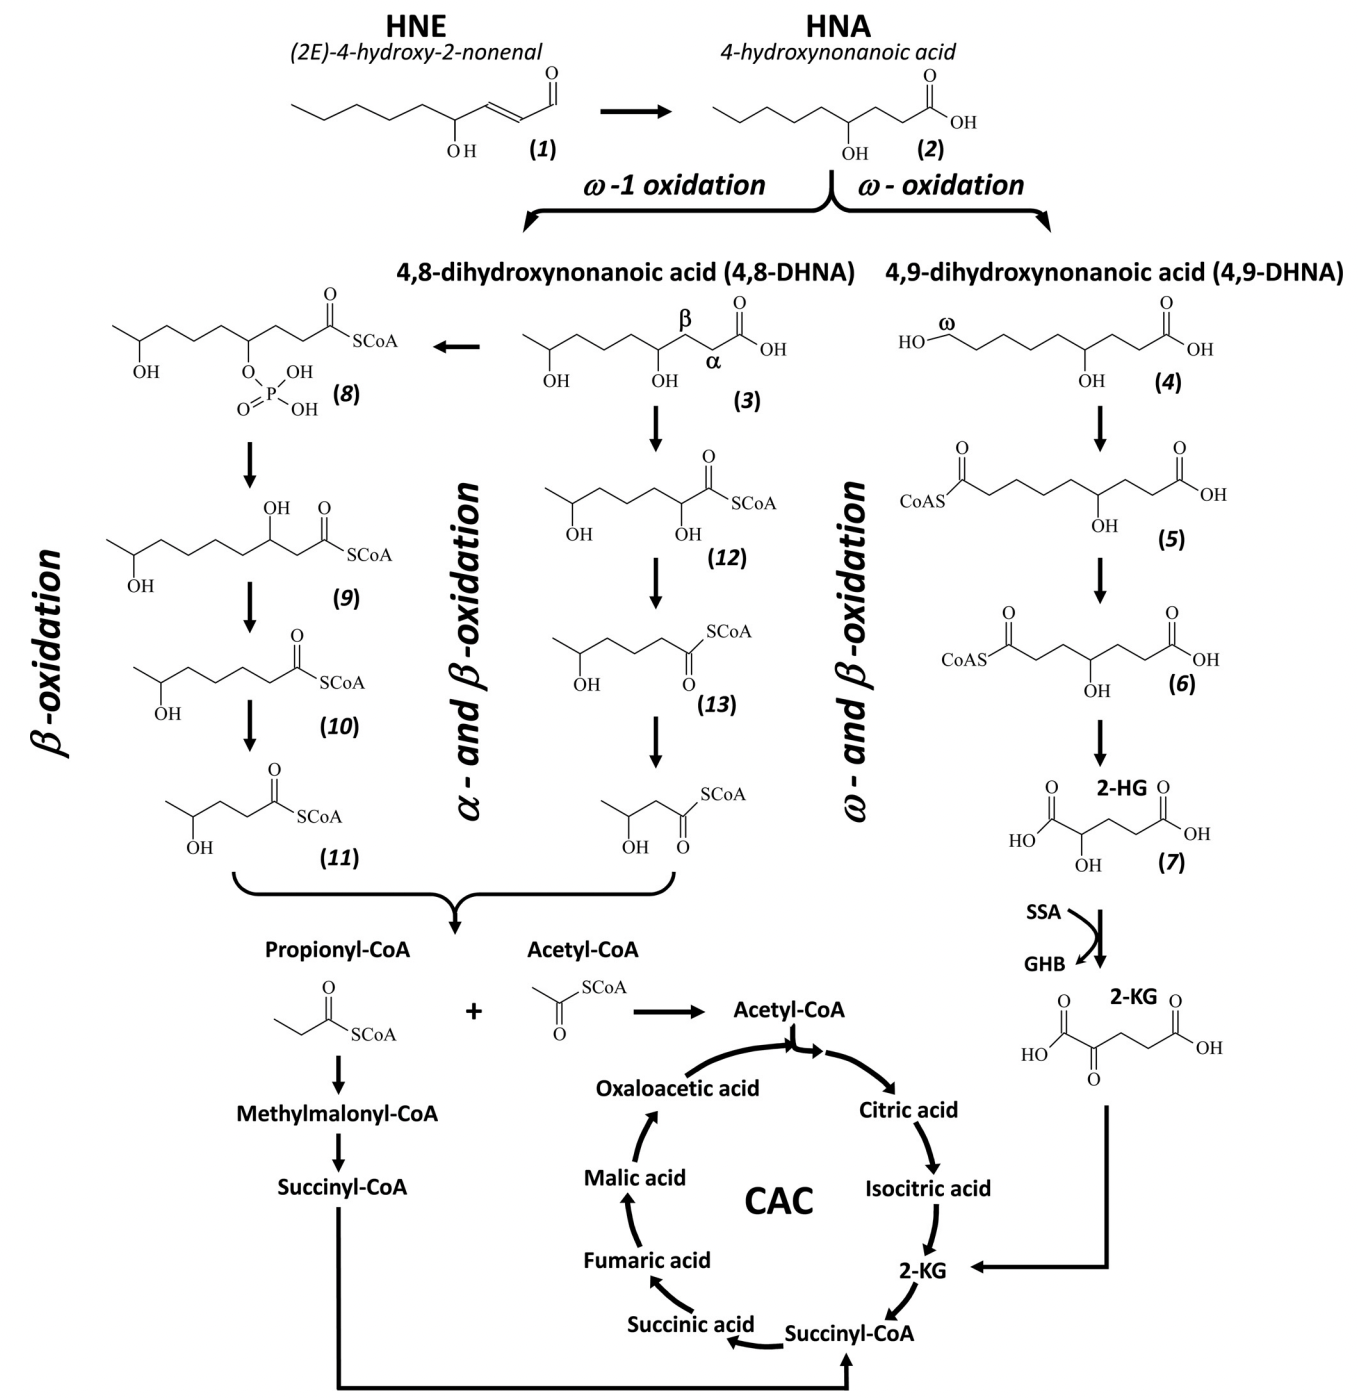 HNE
(2E)-4-hydroxy-2-nonenal
O
OH
(1)
HNA
4-hydroxynonanoic acid
O
OH
OH
(2)
ω -1 oxidation
ω - oxidation
4,8-dihydroxynonanoic acid (4,8-DHNA)
4,9-dihydroxynonanoic acid (4,9-DHNA)
O
SCoA
OH
O
P
OH
O
OH
(8)
β
O
OH
α
OH
OH
(3)
ω
HO
O
OH
OH
(4)
β-oxidation
α- and β-oxidation
ω- and β-oxidation
OH
O
SCoA
OH
(9)
O
SCoA
OH
OH
(12)
O
CoAS
O
OH
OH
(5)
O
SCoA
OH
(10)
SCoA
OH
O
(13)
O
CoAS
O
OH
OH
(6)
O
SCoA
OH
(11)
SCoA
OH
O
2-HG
O
O
HO
OH
OH
(7)
SSA
GHB
Propionyl-CoA
Acetyl-CoA
O
SCoA
+
SCoA
O
2-KG
O
O
HO
OH
O
Acetyl-CoA
Oxaloacetic acid
Citric acid
Methylmalonyl-CoA
Succinyl-CoA
Malic acid
CAC
Isocitric acid
Fumaric acid
2-KG
Succinic acid
Succinyl-CoA